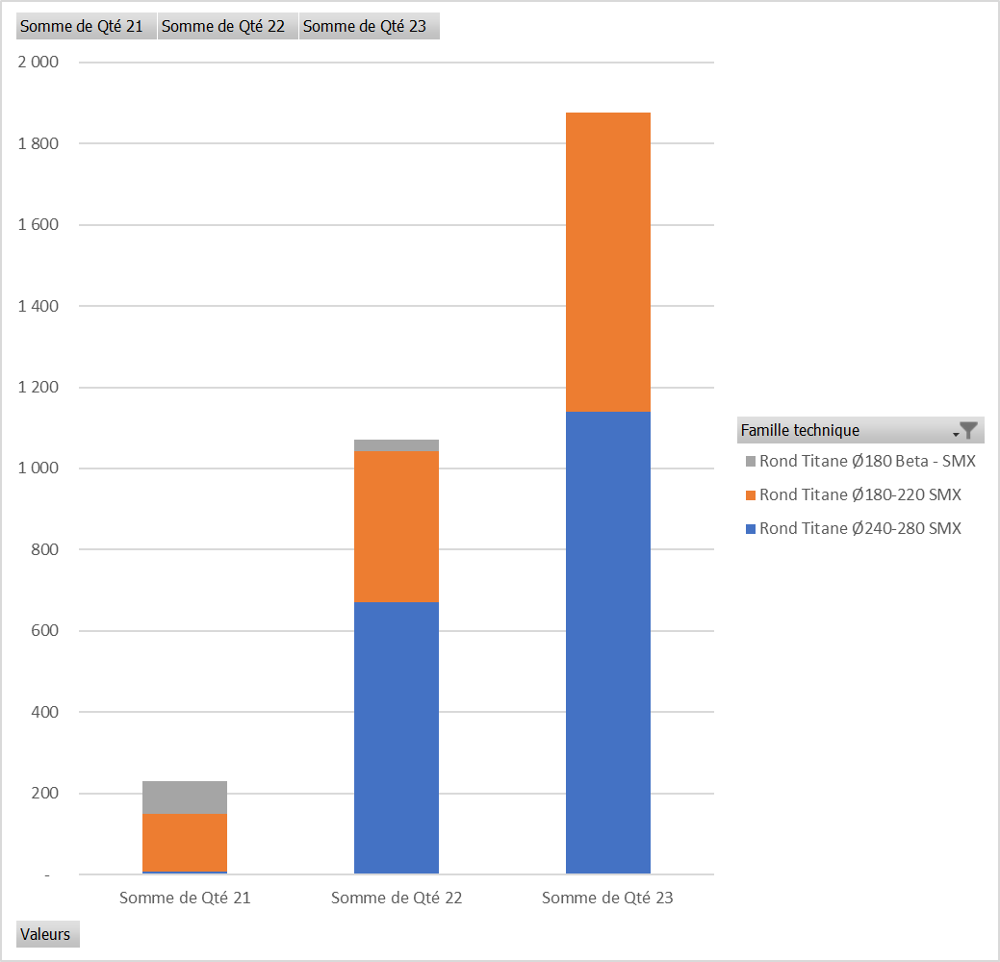 Somme de Qté 21 Somme de Qté 22 Somme de Qté 23
2 000
1 800
1 600
1 400
1 200
1 000
800
600
400
200
-
Somme de Qté 21 Somme de Qté 22 Somme de Qté 23
Valeurs
Famille technique
Rond Titane Ø180 Beta - SMX
Rond Titane Ø180-220 SMX
Rond Titane Ø240-280 SMX